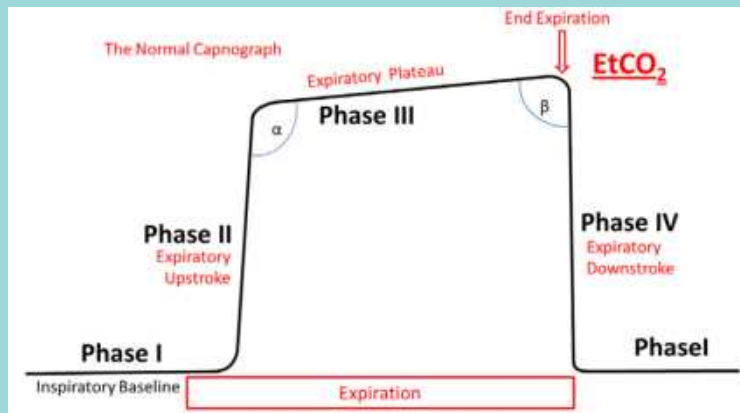 End Expiration
The Normal Capnograph
EtCO₂
Expiratory Plateau
Phase III
α
β
Phase II
Expiratory
Upstroke
Phase IV
Expiratory
Downstroke
Phase I
PhaseI
Inspiratory Baseline
Expiration